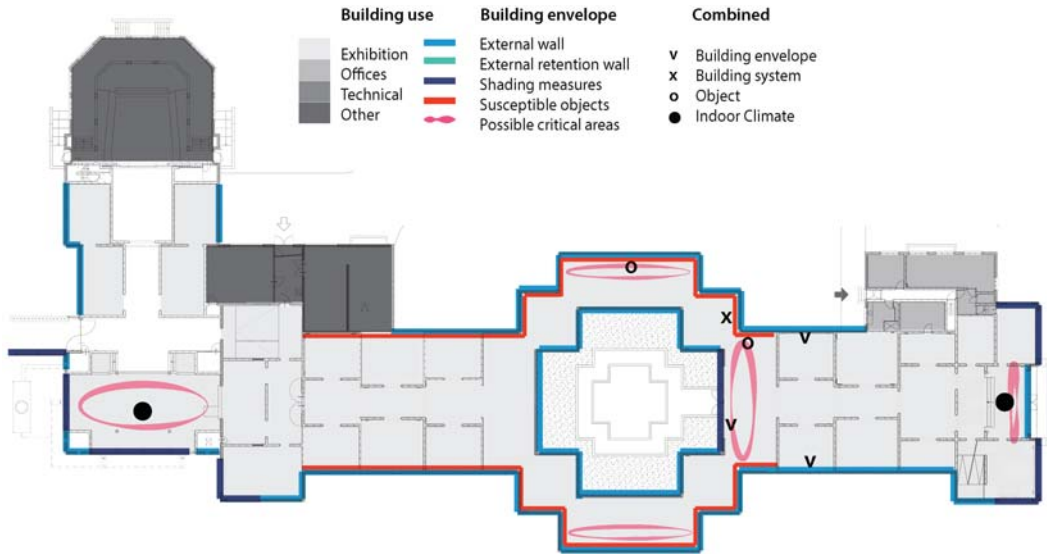 Building use
Exhibition
Offices
Technical
Other
Building envelope
External wall
External retention wall
Shading measures
Susceptible objects
Possible critical areas
Combined
v Building envelope
x Building system
o Object
● Indoor Climate
O
X
O
V
V
V